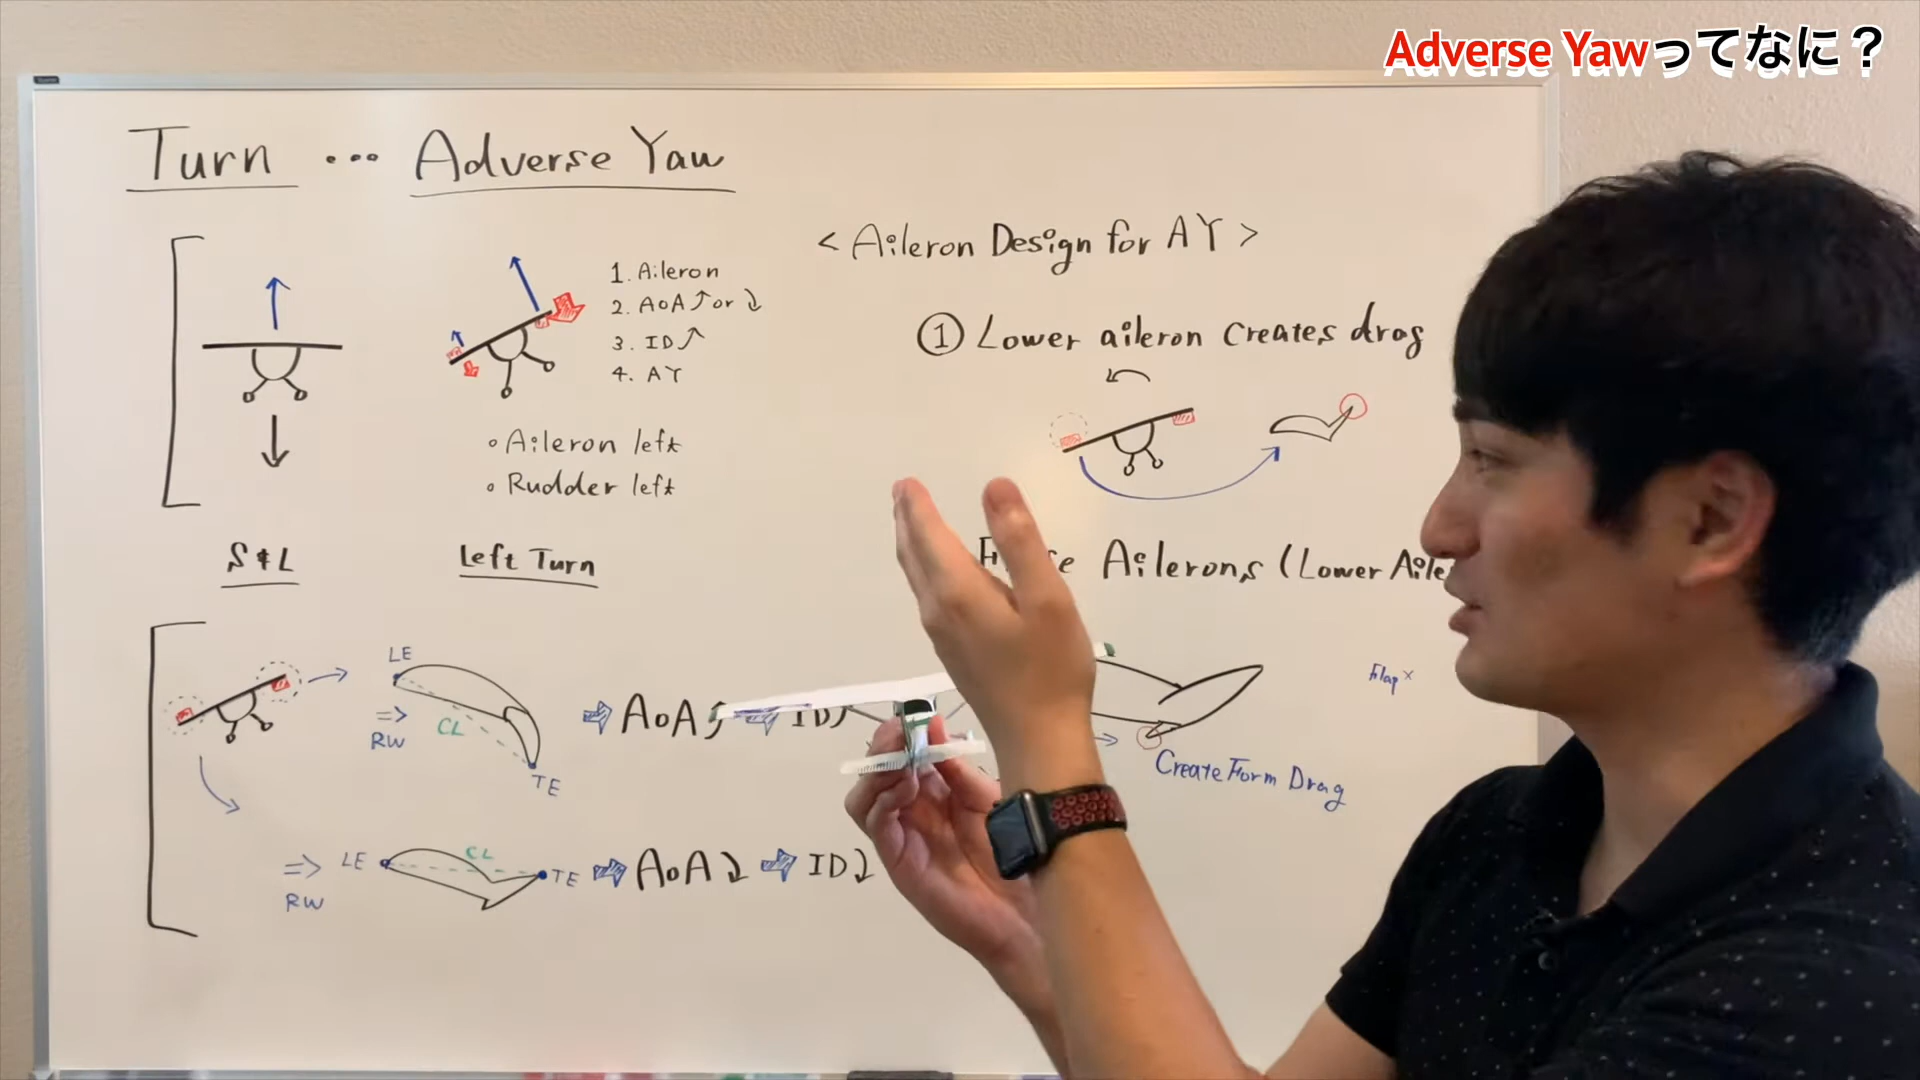 Adverse Yawってなに？
Turn ... Adverse Yaw
< Aileron Design for AY >
1. Aileron
2. AoA↑or↓
3. ID↑
4. AY
① Lower aileron creates drag
◦ Aileron left
◦ Rudder left
S&L
Left Turn
Ailerons (Lower
LE
⇒
RW
CL
TE
⇒ AoA↑ ⇒ ID↑
Flap ×
Create Form Drag
⇒
RW
LE
CL
TE
⇒ AoA↓ ⇒ ID↓